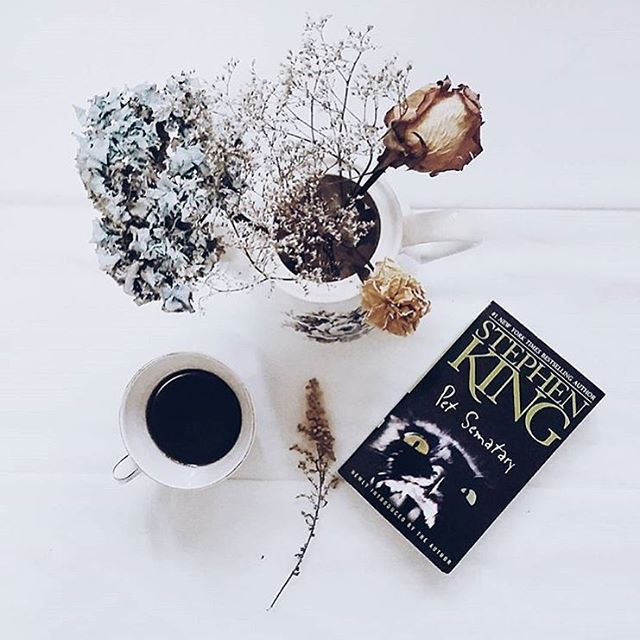 #1 NEW YORK TIMES BESTSELLING AUTHOR
STEPHEN
KING
Pet Sematary
NEWLY INTRODUCED BY THE AUTHOR